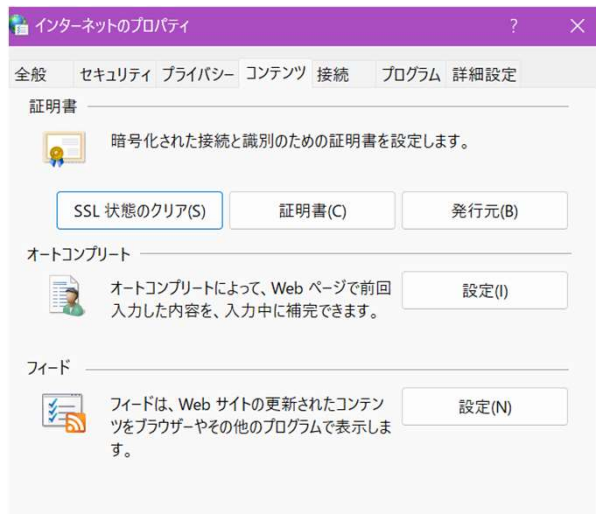 インターネットのプロパティ ? ×
全般 セキュリティ プライバシー コンテンツ 接続 プログラム 詳細設定
証明書
暗号化された接続と識別のための証明書を設定します。
SSL 状態のクリア(S) 証明書(C) 発行元(B)
オートコンプリート
オートコンプリートによって、Web ページで前回
入力した内容を、入力中に補完できます。
設定(I)
フィード
フィードは、Web サイトの更新されたコンテン
ツをブラウザーやその他のプログラムで表示しま
す。
設定(N)